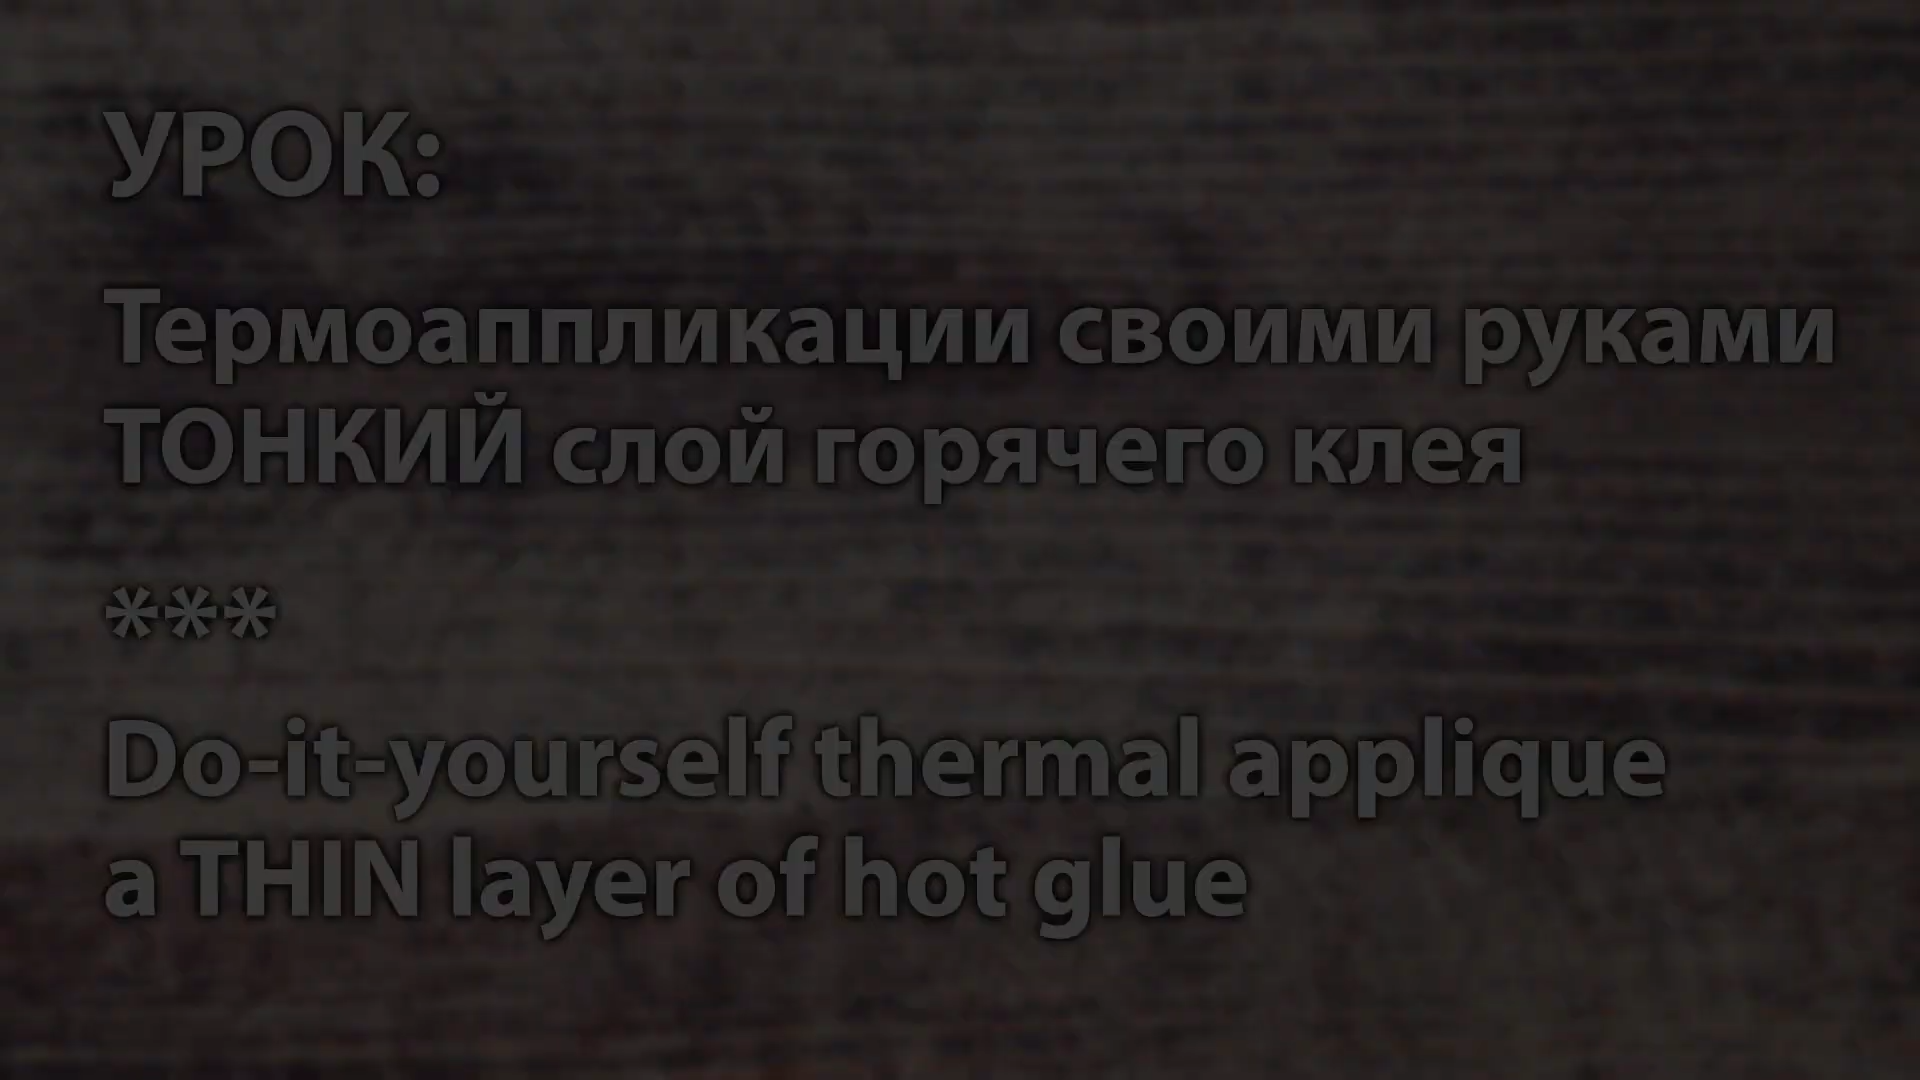 УРОК:
Термоаппликации своими руками
ТОНКИЙ слой горячего клея
***
Do-it-yourself thermal applique
a THIN layer of hot glue